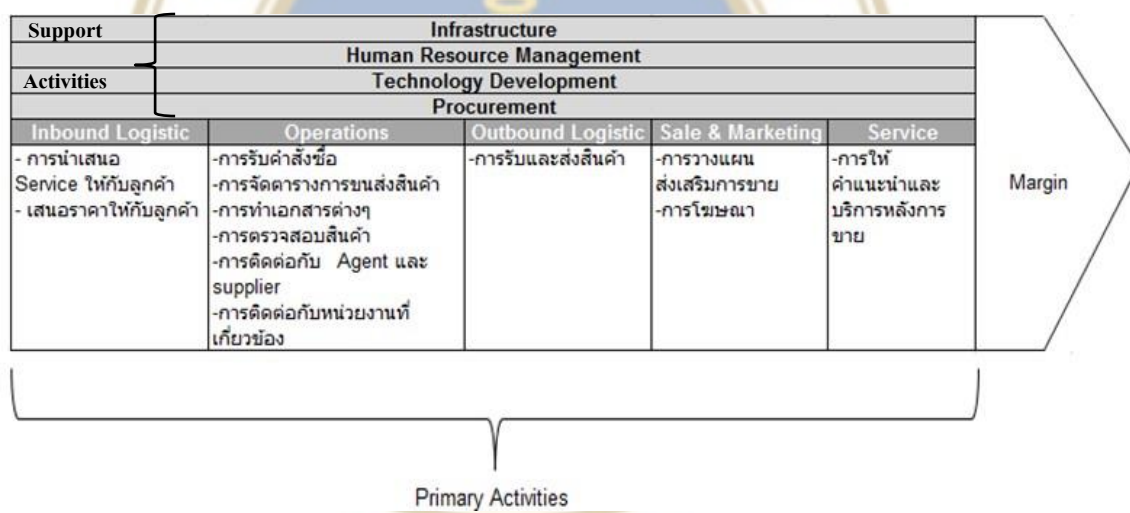 Support
Activities
Infrastructure
Human Resource Management
Technology Development
Procurement
Inbound Logistic
- การนำเสนอ
Service ให้กับลูกค้า
- เสนอราคาให้กับลูกค้า
Operations
-การรับคำสั่งซื้อ
-การจัดตารางการขนส่งสินค้า
-การทำเอกสารต่างๆ
-การตรวจสอบสินค้า
-การติดต่อกับ Agent และ
supplier
-การติดต่อกับหน่วยงานที่
เกี่ยวข้อง
Outbound Logistic
-การรับและส่งสินค้า
Sale & Marketing
-การวางแผน
ส่งเสริมการขาย
-การโฆษณา
Service
-การให้
คำแนะนำและ
บริการหลังการ
ขาย
Margin
Primary Activities